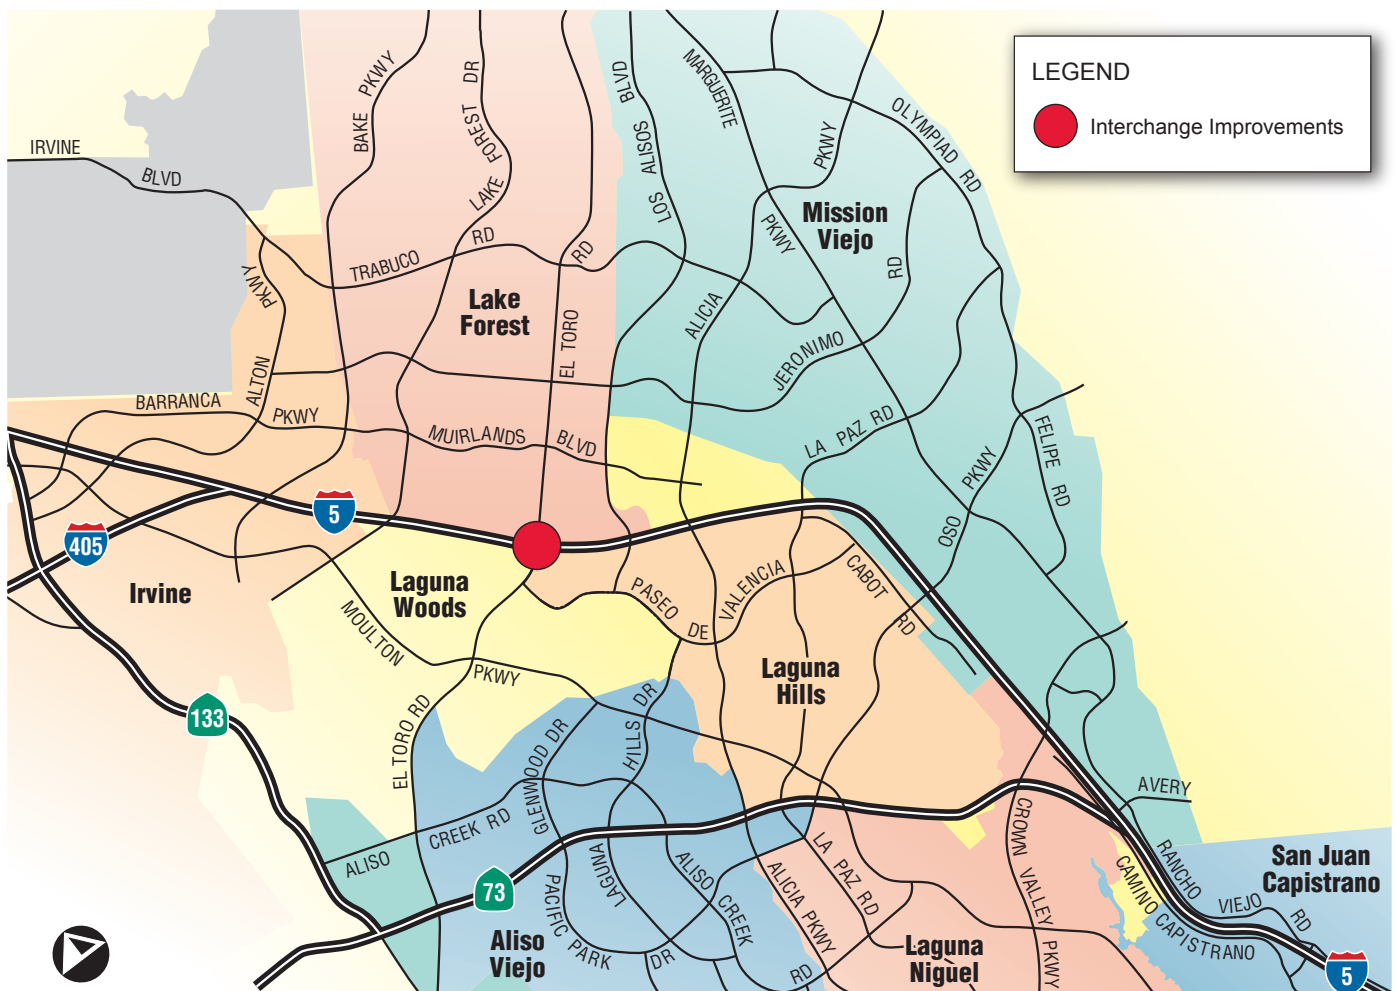 LEGEND
Interchange Improvements
IRVINE
BLVD
BAKE PKWY
LAKE FOREST DR
TRABUCO
RD
EL TORO
RD
LOS ALISOS BLVD
MARGUERITE
PKWY
ALICIA
PKWY
OLYMPIAD RD
Mission
Viejo
Lake
Forest
JERONIMO
RD
ALTON
PKWY
BARRANCA
PKWY
MUIRLANDS
BLVD
LA PAZ RD
OSO
PKWY
FELIPE RD
5
405
Irvine
Laguna
Woods
MOULTON
PKWY
PASEO
DE
VALENCIA
CABOT
RD
Laguna
Hills
133
EL TORO RD
GLENWOOD DR
HILLS DR
LAGUNA
ALISO
CREEK RD
73
PACIFIC
PARK
DR
ALISO CREEK
RD
ALICIA PKWY
LA PAZ RD
CROWN VALLEY PKWY
AVERY
RANCHO
VIEJO
RD
CAMINO
CAPISTRANO
San Juan
Capistrano
Aliso
Viejo
Laguna
Niguel
5